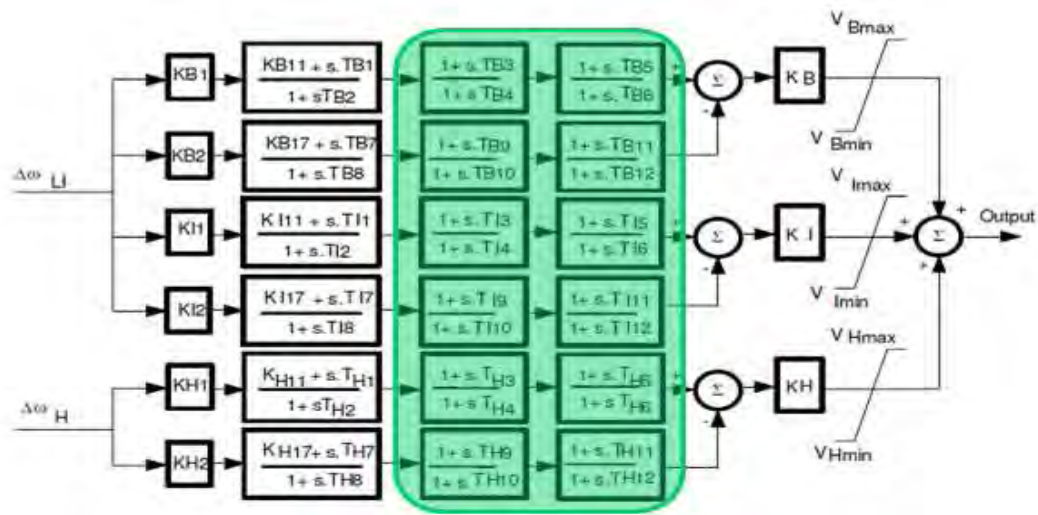 V Bmax
KB1
KB11 + s.TB1
1+ sTB2
1+ s.TB3
1+ s.TB4
1+ s.TB5
1+ s.TB6
+
-
Σ
KB
V Bmin
KB2
KB17 + s.TB7
1+ s.TB8
1+ s.TB9
1+ s.TB10
1+ s.TB11
1+ s.TB12
Δω LI
V Imax
KI1
KI11 + s.TI1
1+ s.TI2
1+ s.TI3
1+ s.TI4
1+ s.TI5
1+ s.TI6
+
-
Σ
KI
+
+
+
Σ
Output
V Imin
KI2
KI17 + s.TI7
1+ s.TI8
1+ s.TI9
1+ s.TI10
1+ s.TI11
1+ s.TI12
V Hmax
Δω H
KH1
KH11 + s.TH1
1+ sTH2
1+ s.TH3
1+ s.TH4
1+ s.TH5
1+ s TH6
+
-
Σ
KH
VHmin
KH2
KH17+ s.TH7
1+ s.TH8
1+ s.TH9
1+ s.TH10
1+ s.TH11
1+ s.TH12